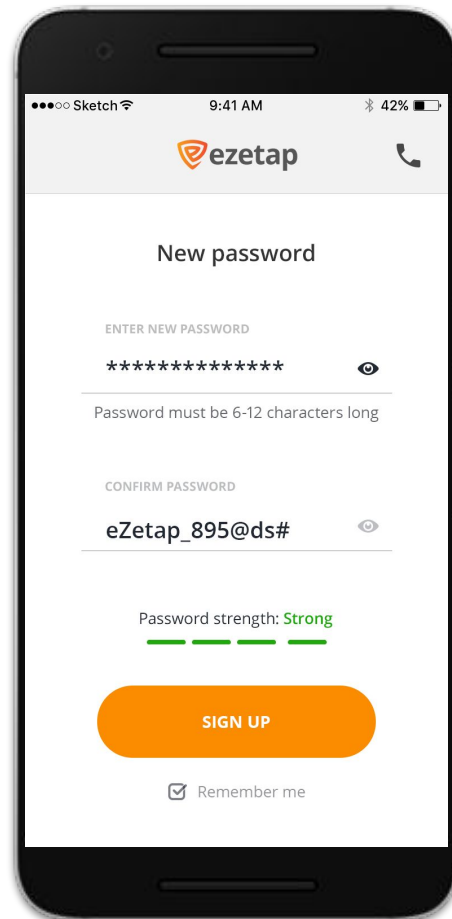 ●●●○○ Sketch 9:41 AM 42%
ezetap
New password
ENTER NEW PASSWORD
**************
Password must be 6-12 characters long
CONFIRM PASSWORD
eZetap_895@ds#
Password strength: Strong
SIGN UP
Remember me